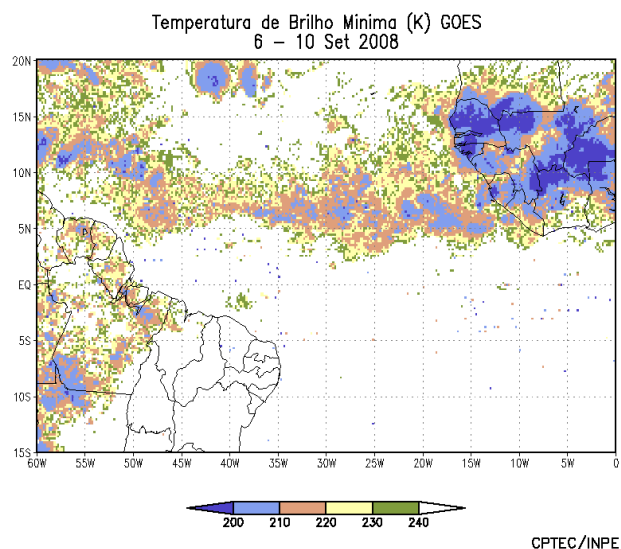 Temperatura de Brilho Minima (K) GOES
6 – 10 Set 2008
20N
15N
10N
5N
EQ
5S
10S
15S
60W 55W 50W 45W 40W 35W 30W 25W 20W 15W 10W 5W 0
200 210 220 230 240
CPTEC/INPE